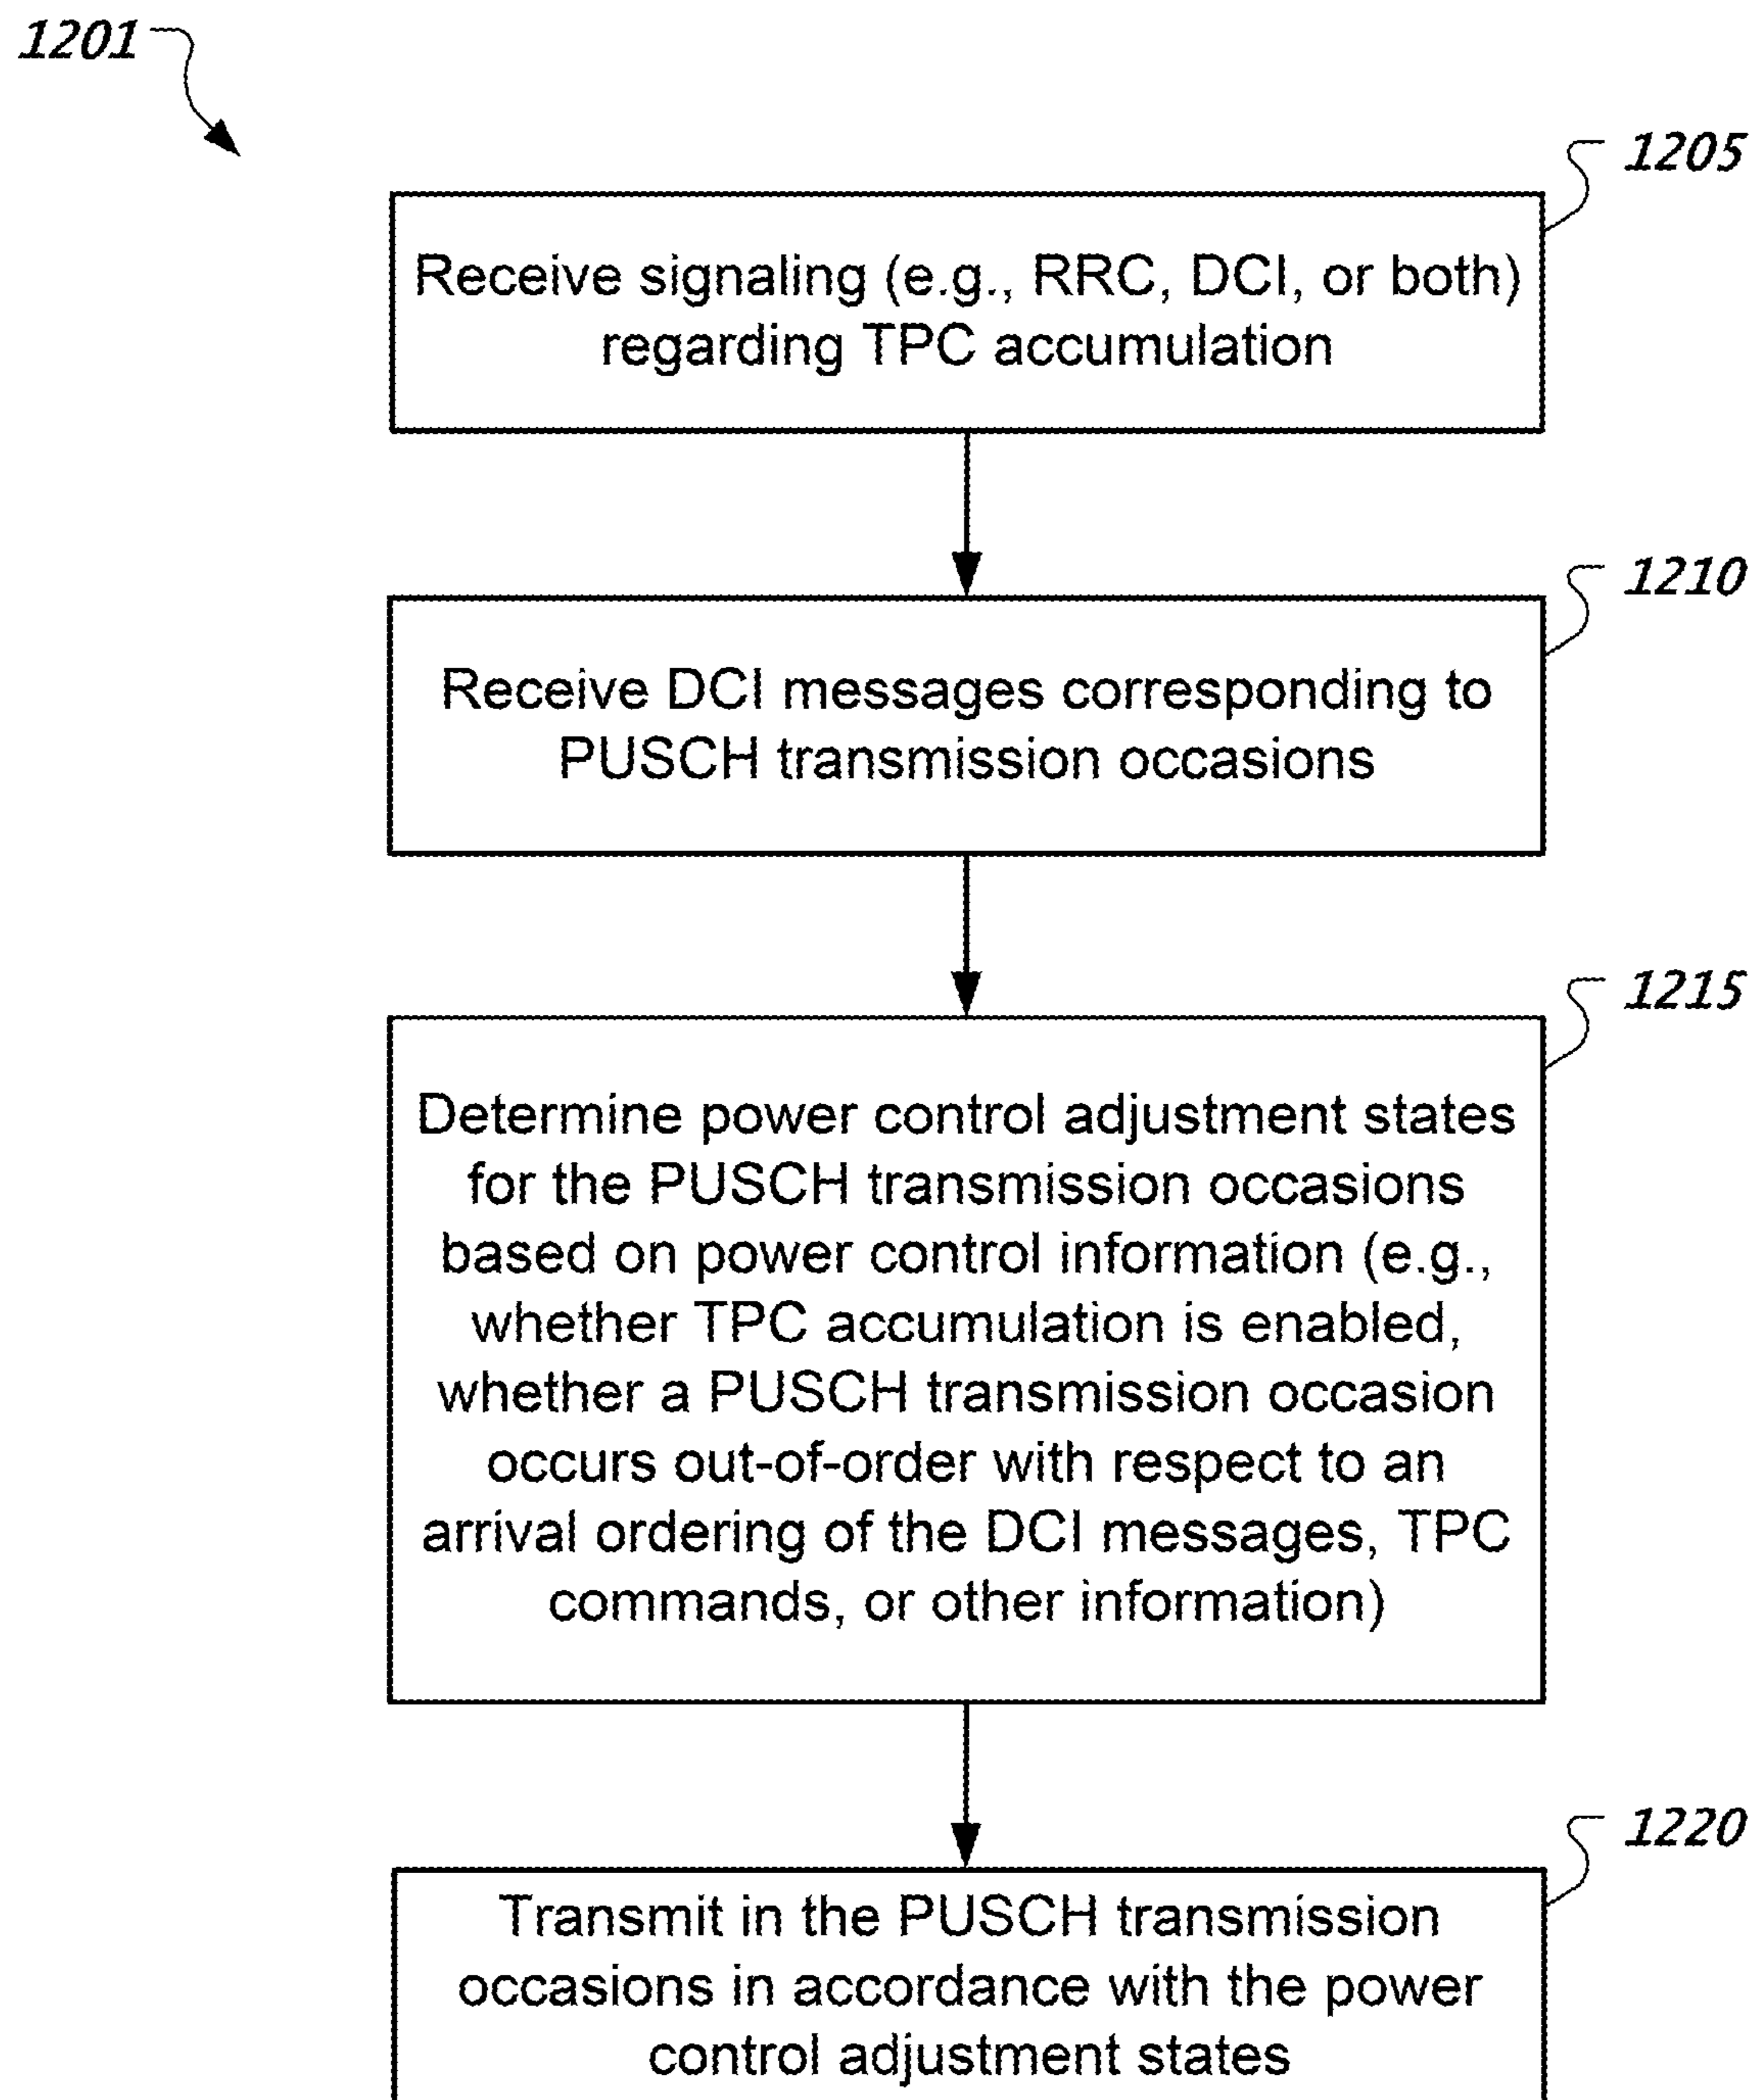 1201
1205
Receive signaling (e.g., RRC, DCI, or both)
regarding TPC accumulation
1210
Receive DCI messages corresponding to
PUSCH transmission occasions
1215
Determine power control adjustment states
for the PUSCH transmission occasions
based on power control information (e.g.,
whether TPC accumulation is enabled,
whether a PUSCH transmission occasion
occurs out-of-order with respect to an
arrival ordering of the DCI messages, TPC
commands, or other information)
1220
Transmit in the PUSCH transmission
occasions in accordance with the power
control adjustment states